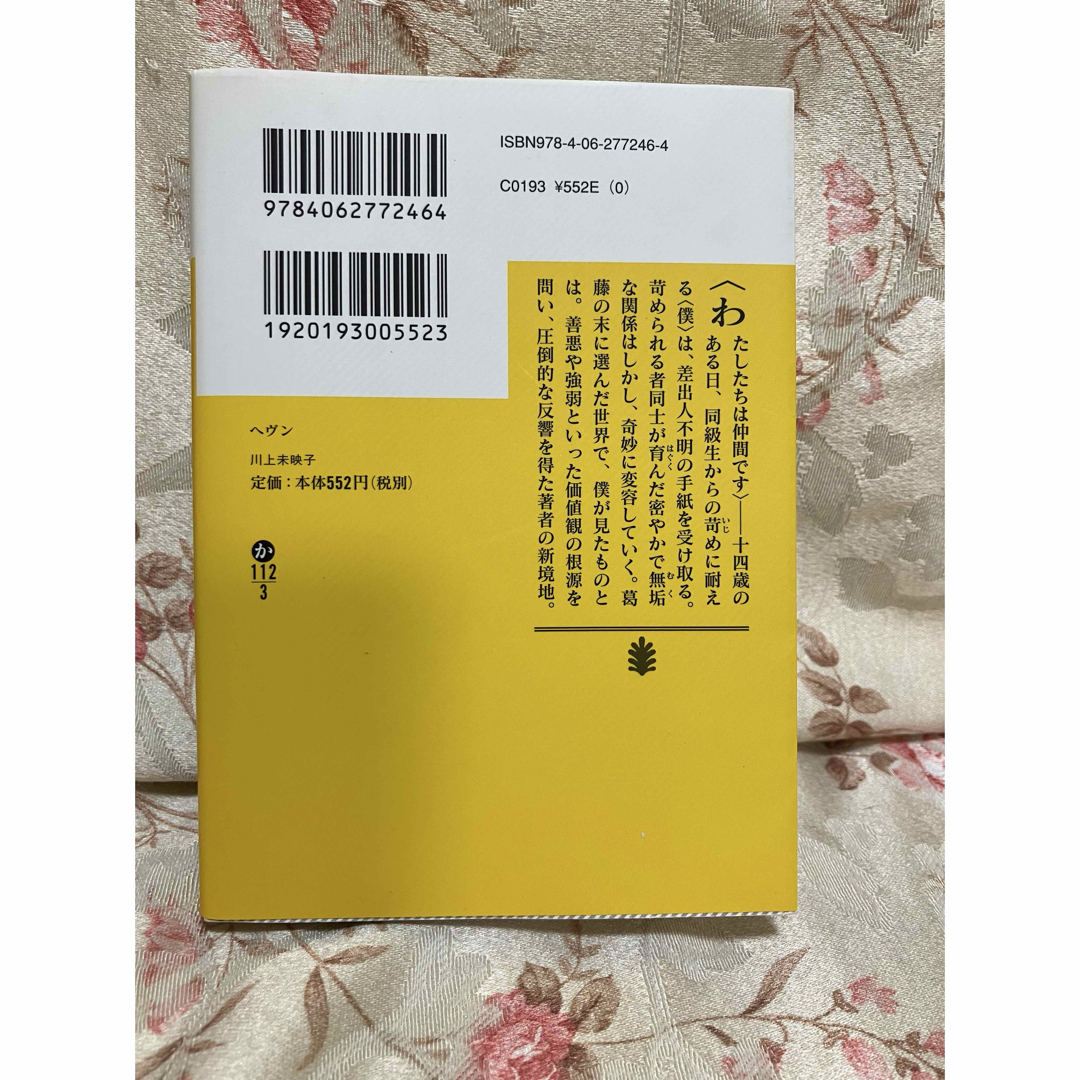 ISBN978-4-06-277246-4
C0193 ¥552E (0)
9784062772464
1920193005523
〈わたしたちは仲間です〉――十四歳の
ある日、同級生からの苛めに耐え
る〈僕〉は、差出人不明の手紙を受け取る。
苛められる者同士が育んだ密やかで無垢
な関係はしかし、奇妙に変容していく。葛
藤の末に選んだ世界で、僕が見たものと
は。善悪や強弱といった価値観の根源を
問い、圧倒的な反響を得た著者の新境地。
いじ
はぐく
むく
ヘヴン
川上未映子
定価：本体552円（税別）
か
112
3